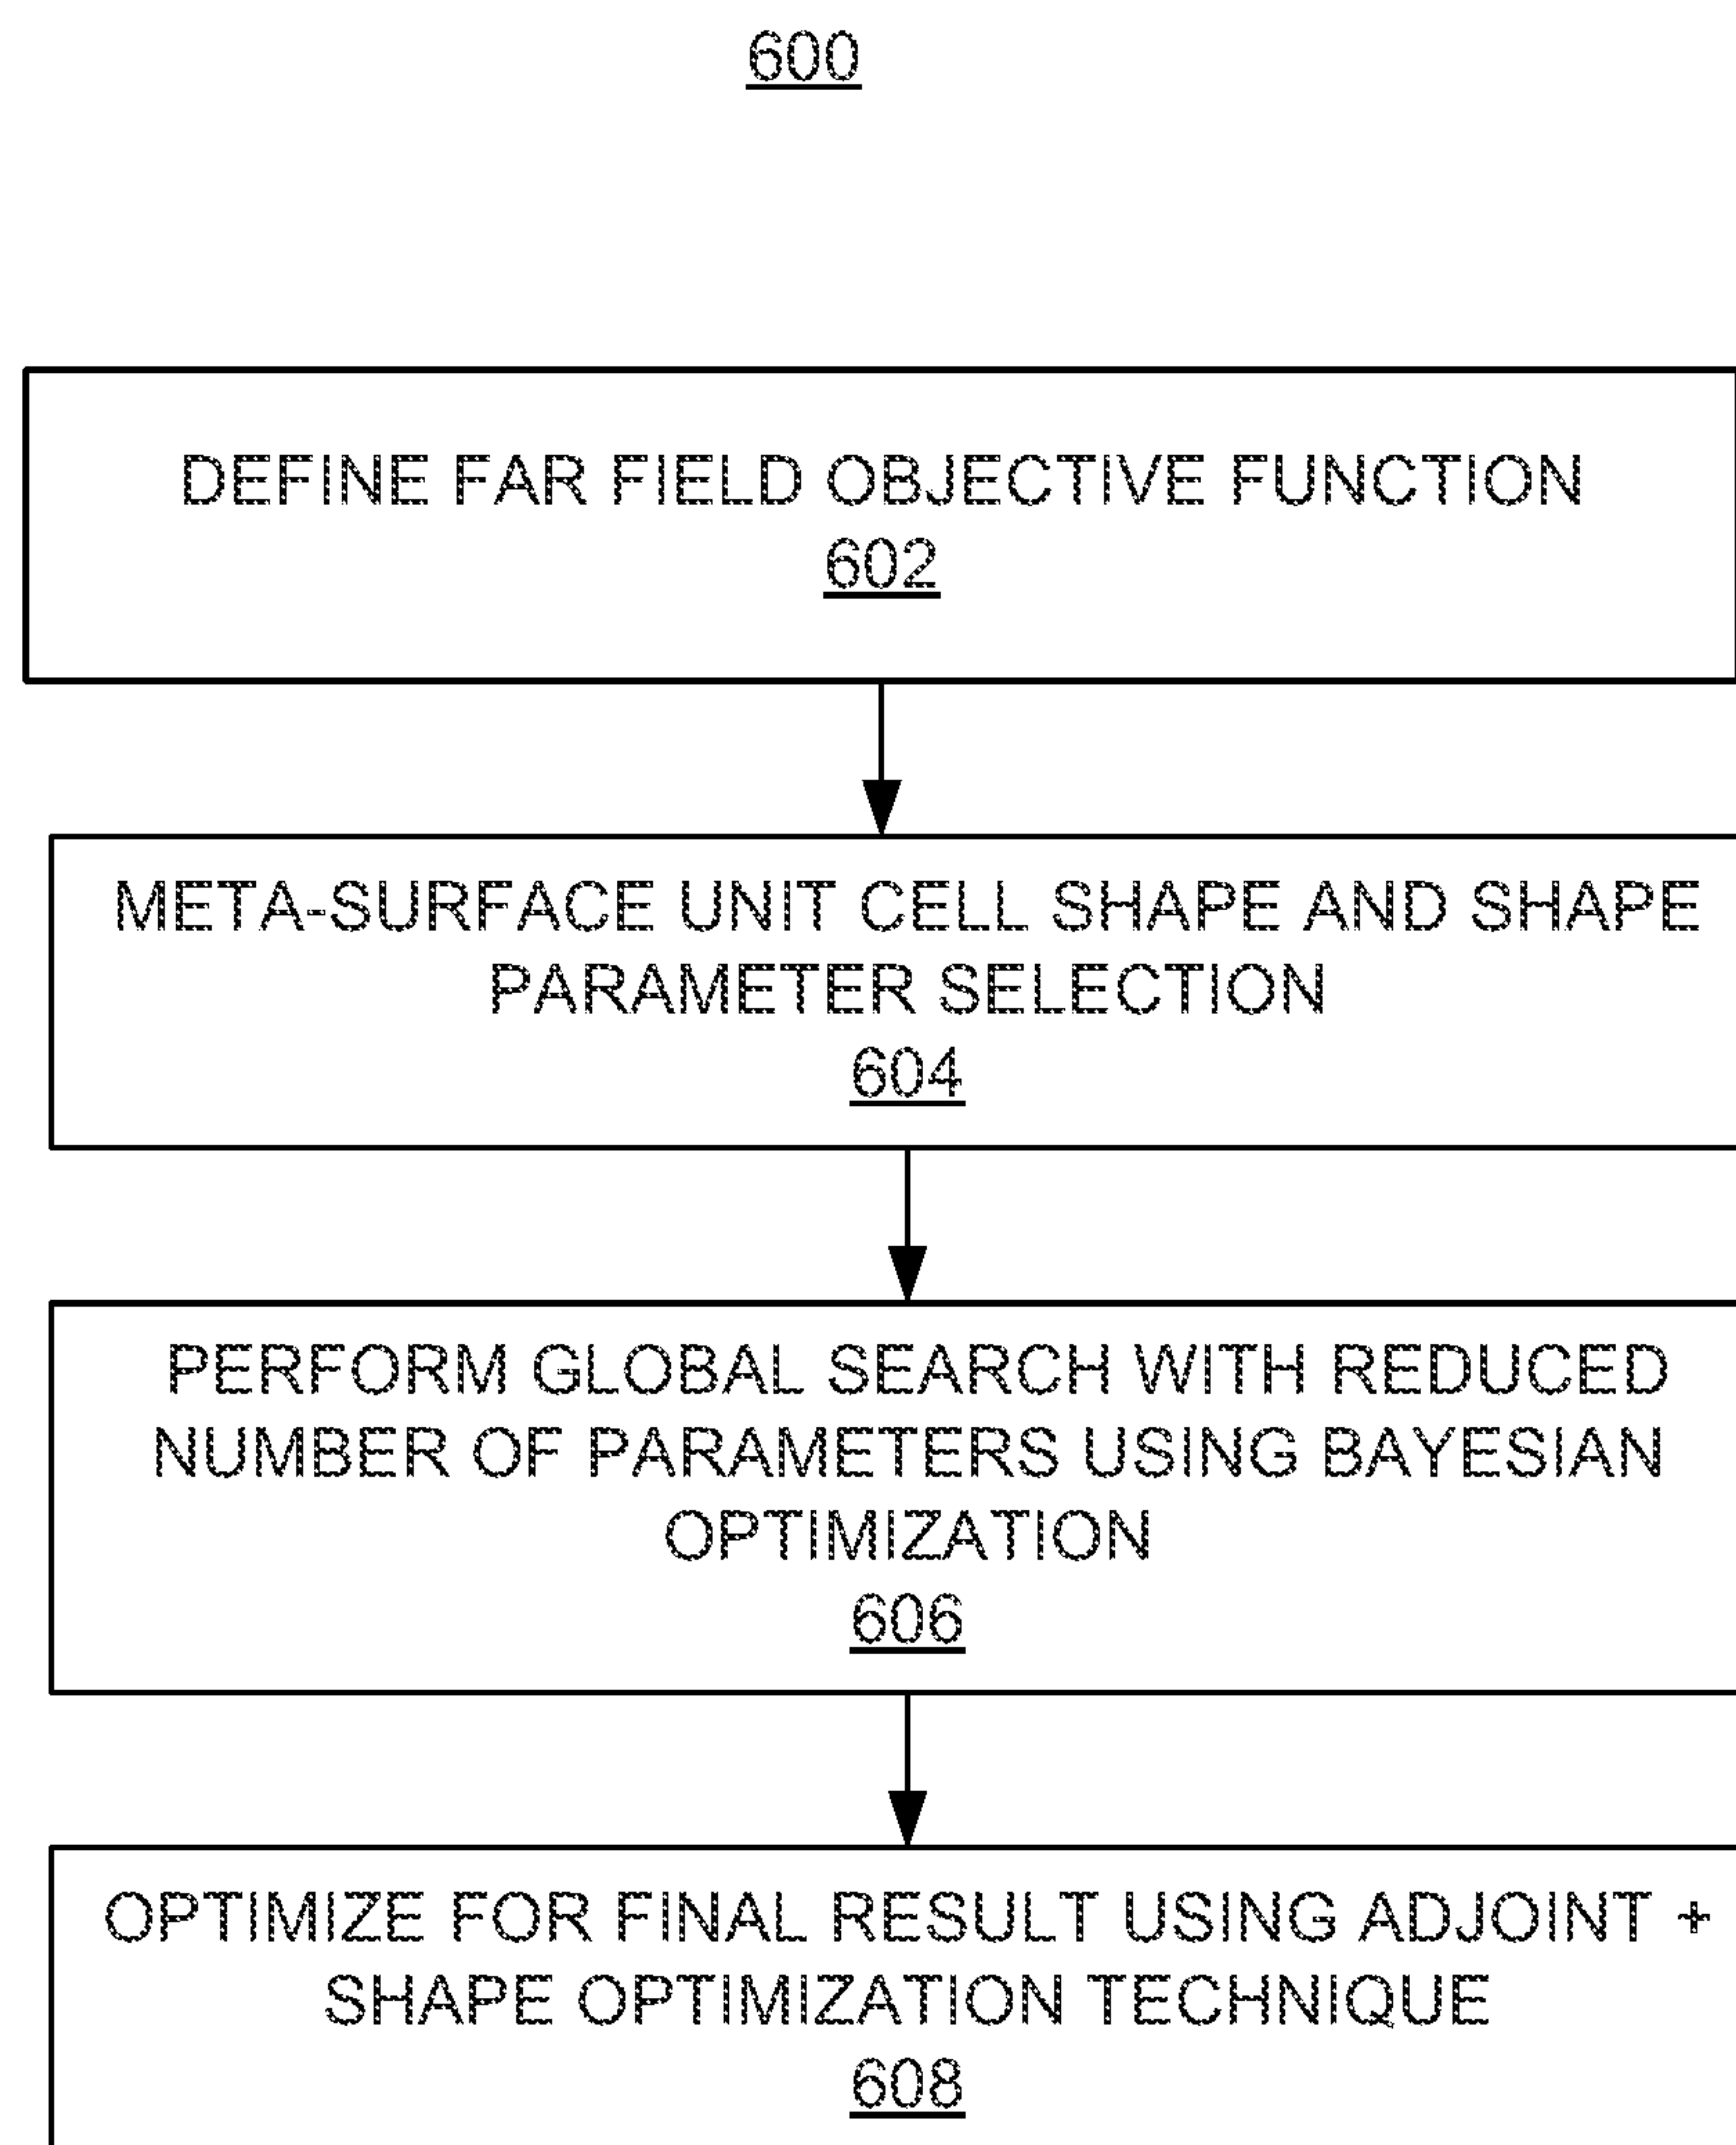 600
DEFINE FAR FIELD OBJECTIVE FUNCTION
602
META-SURFACE UNIT CELL SHAPE AND SHAPE
PARAMETER SELECTION
604
PERFORM GLOBAL SEARCH WITH REDUCED
NUMBER OF PARAMETERS USING BAYESIAN
OPTIMIZATION
606
OPTIMIZE FOR FINAL RESULT USING ADJOINT +
SHAPE OPTIMIZATION TECHNIQUE
608